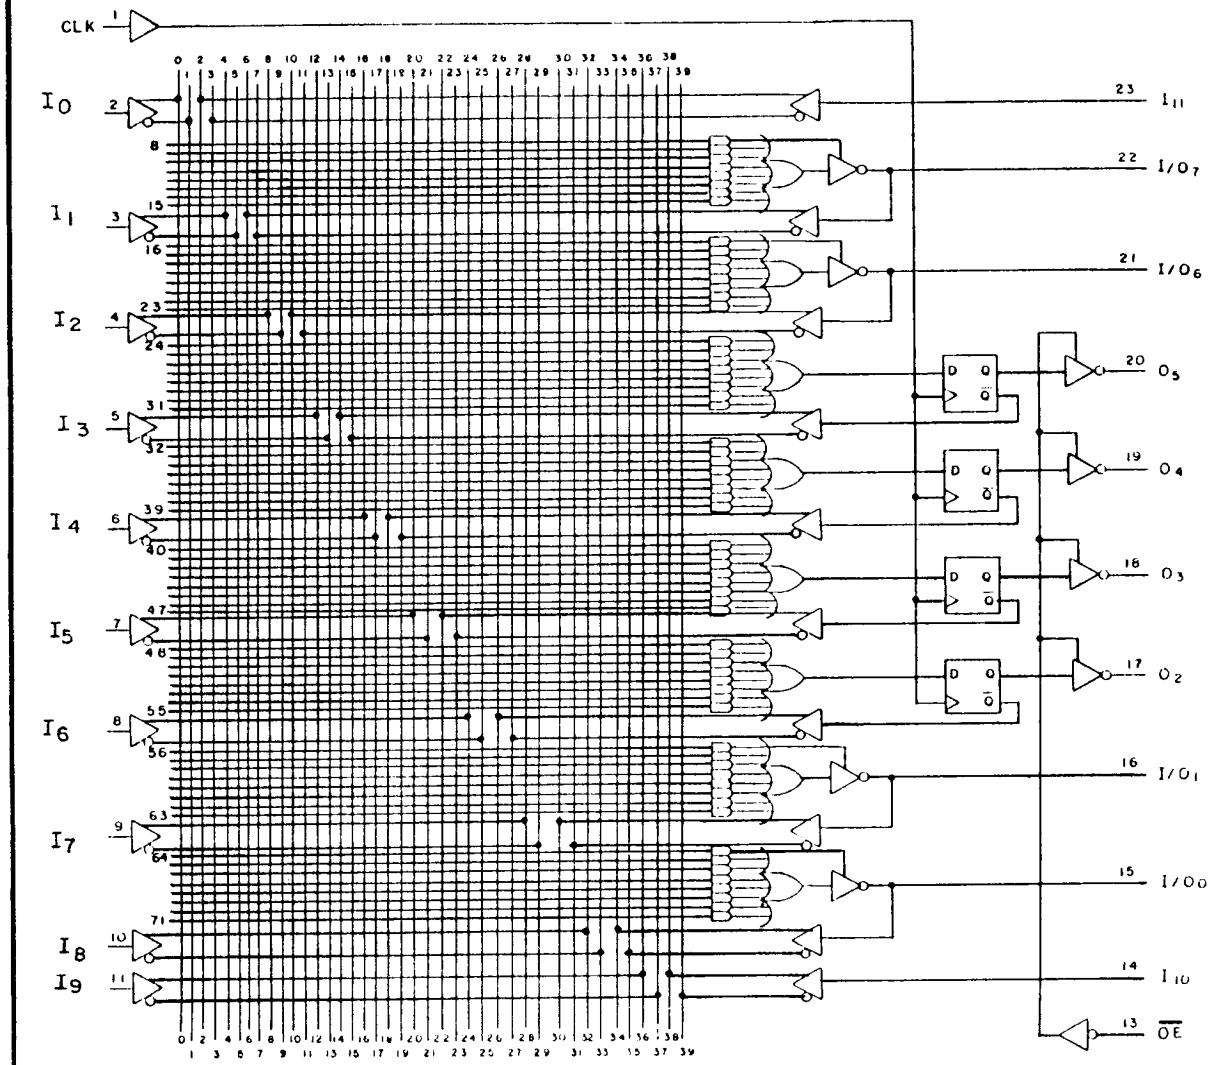 CLK 1
0 2 4 6 8 10 12 14 16 18 20 22 24 26 28 30 32 34 36 38
1 3 5 7 9 11 13 15 17 19 21 23 25 27 29 31 33 35 37 39
I0 2 23 I11
8 22 I/O7
15
I1 3
16 21 I/O6
23
I2 4
24 20 O5
D Q
Q̅
31
I3 5
32 19 O4
D Q
Q̅
39
I4 6
40 18 O3
D Q
Q̅
47
I5 7
48 17 O2
D Q
Q̅
55
I6 8
56 16 I/O1
63
I7 9
64 15 I/O0
71
I8 10
I9 11 14 I10
13 O̅E̅
0 2 4 6 8 10 12 14 16 18 20 22 24 26 28 30 32 34 36 38
1 3 5 7 9 11 13 15 17 19 21 23 25 27 29 31 33 35 37 39